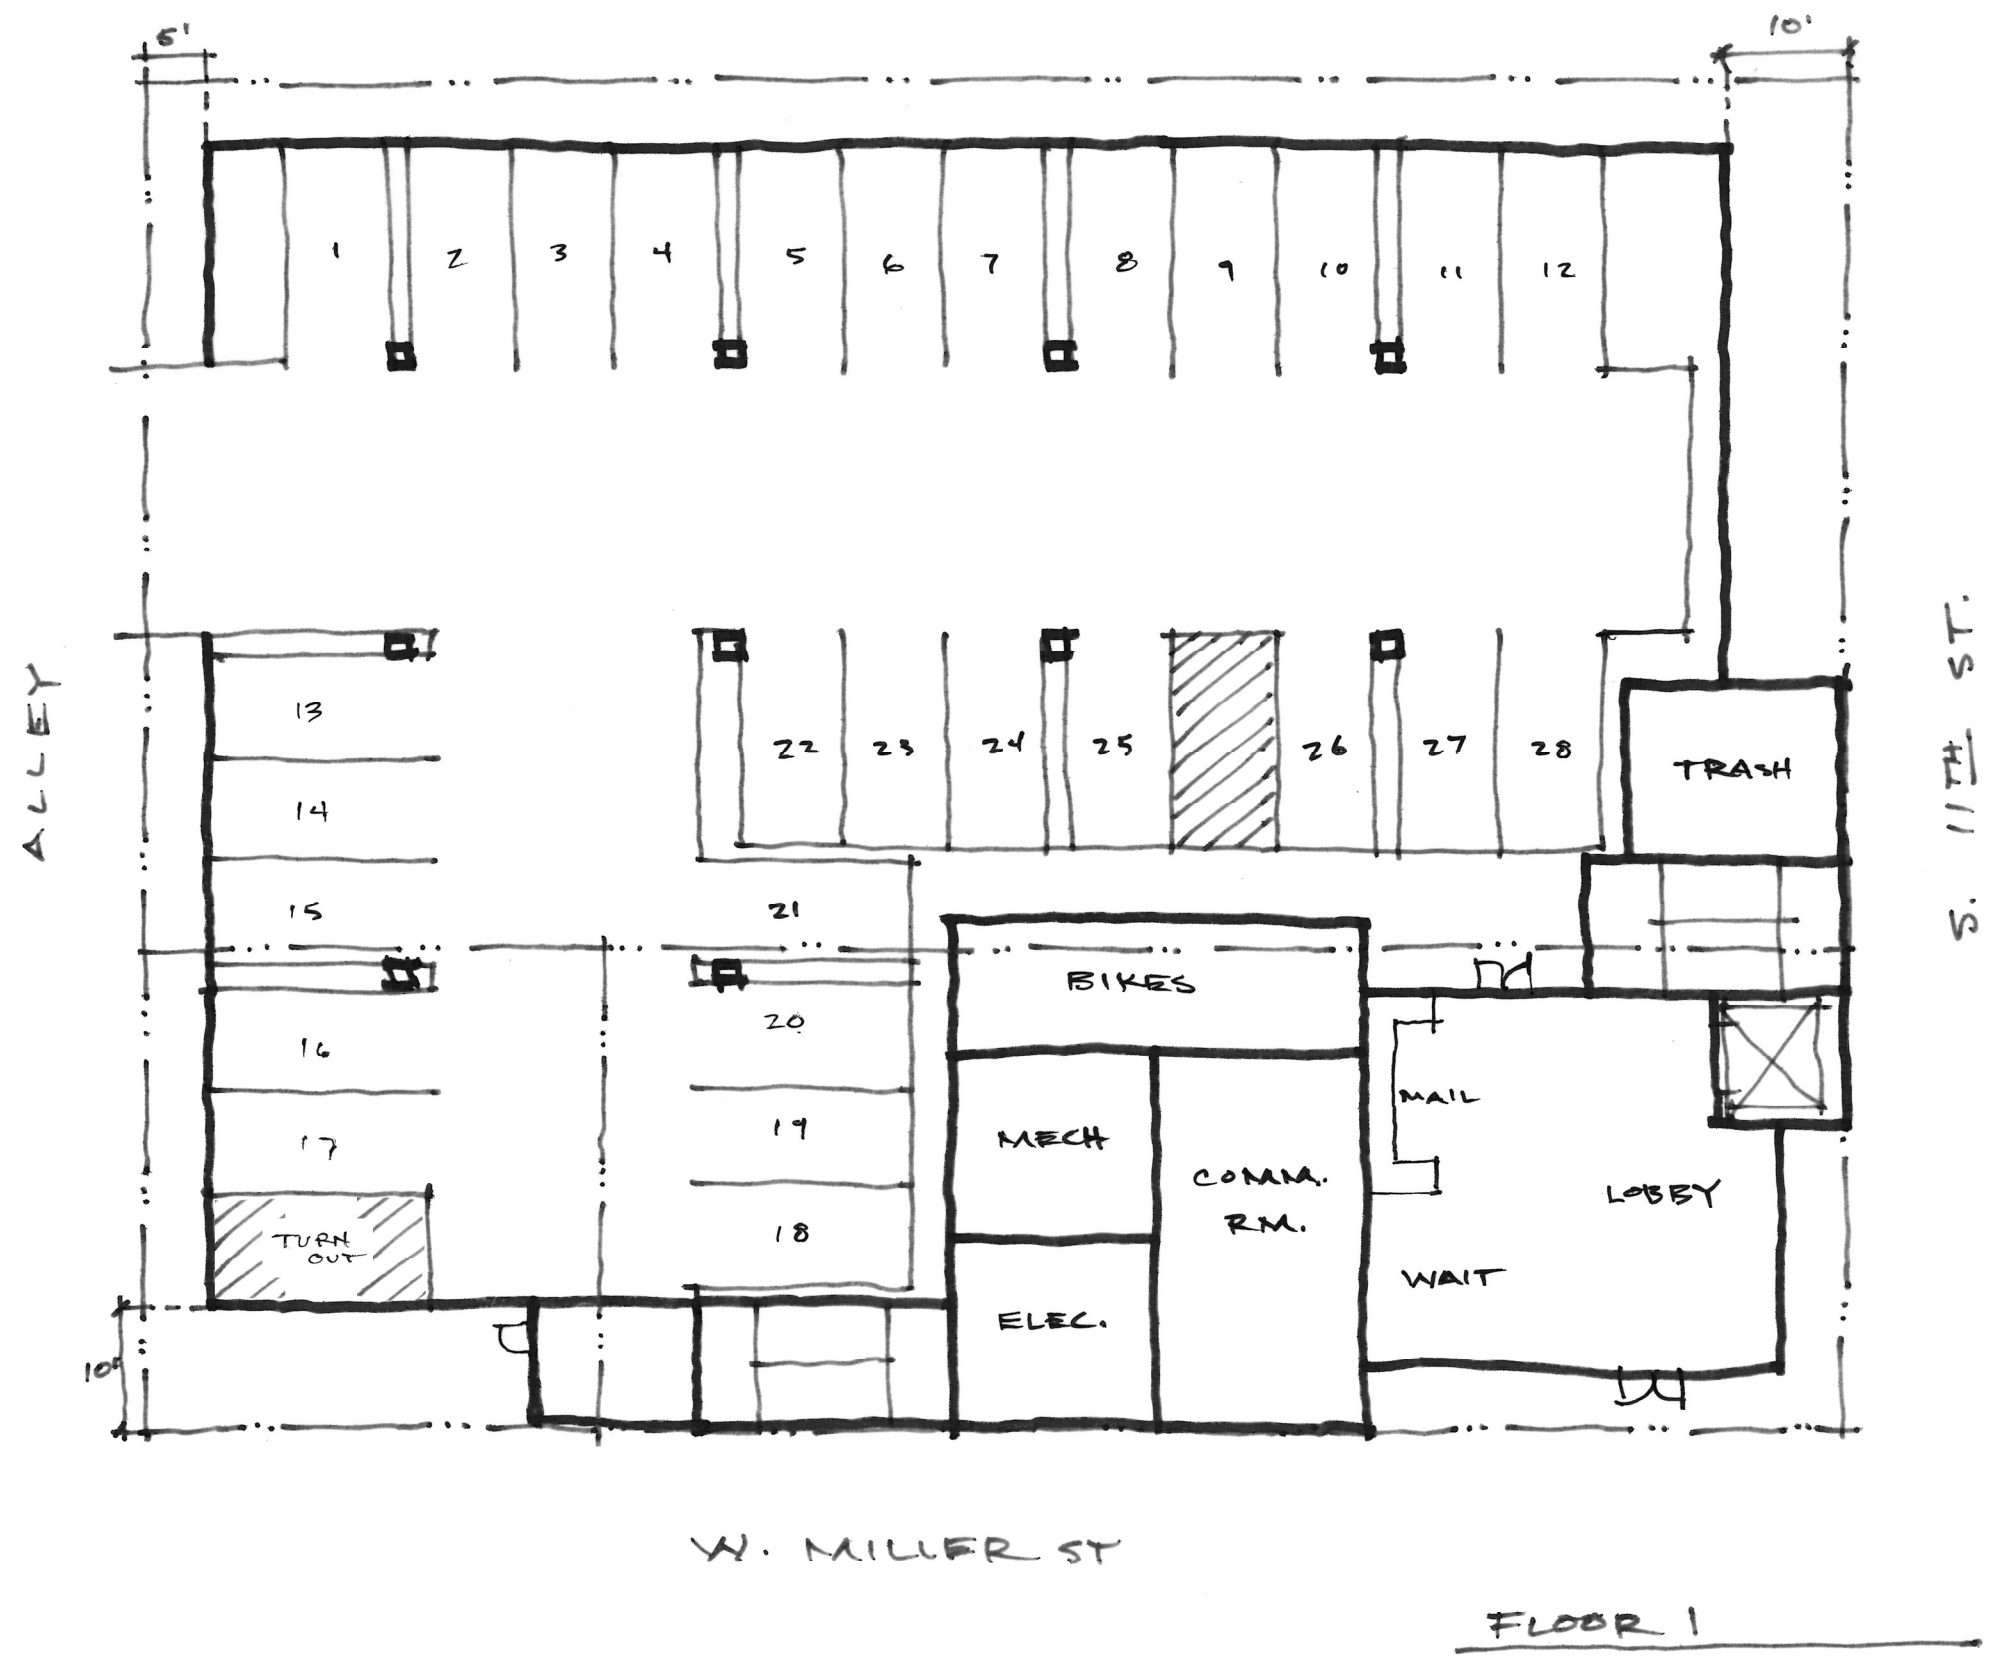 5'
10'
1
2
3
4
5
6
7
8
9
10
11
12
ALLEY
S. 11TH ST.
13
22
23
24
25
26
27
28
TRASH
14
15
21
BIKES
16
20
MAIL
17
19
MECH
COMM.
RM.
LOBBY
TURN
OUT
18
WAIT
ELEC.
10'
W. MILLER ST
FLOOR 1